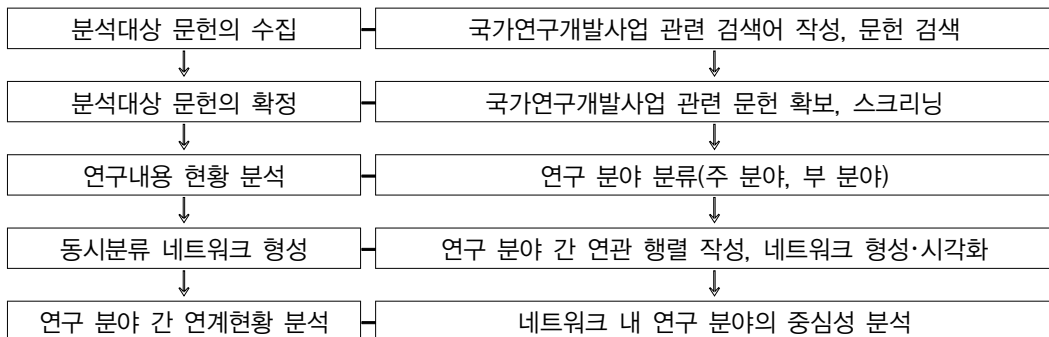 분석대상 문헌의 수집
국가연구개발사업 관련 검색어 작성, 문헌 검색
분석대상 문헌의 확정
국가연구개발사업 관련 문헌 확보, 스크리닝
연구내용 현황 분석
연구 분야 분류(주 분야, 부 분야)
동시분류 네트워크 형성
연구 분야 간 연관 행렬 작성, 네트워크 형성·시각화
연구 분야 간 연계현황 분석
네트워크 내 연구 분야의 중심성 분석